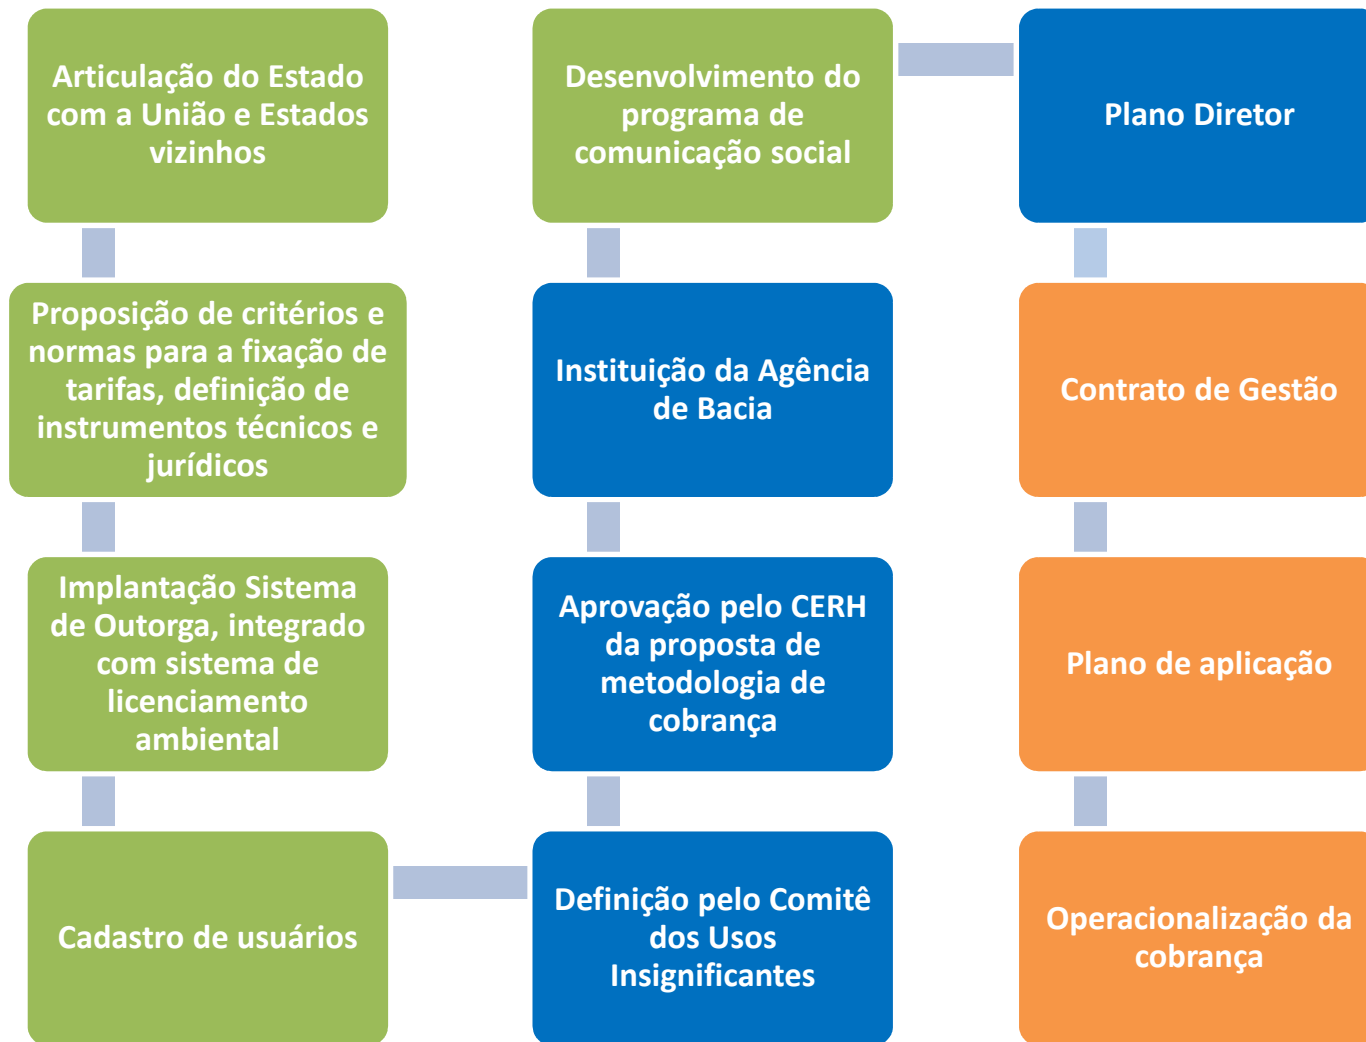 Articulação do Estado
com a União e Estados
vizinhos
Proposição de critérios e
normas para a fixação de
tarifas, definição de
instrumentos técnicos e
jurídicos
Implantação Sistema
de Outorga, integrado
com sistema de
licenciamento
ambiental
Cadastro de usuários
Definição pelo Comitê
dos Usos
Insignificantes
Aprovação pelo CERH
da proposta de
metodologia de
cobrança
Instituição da Agência
de Bacia
Desenvolvimento do
programa de
comunicação social
Plano Diretor
Contrato de Gestão
Plano de aplicação
Operacionalização da
cobrança